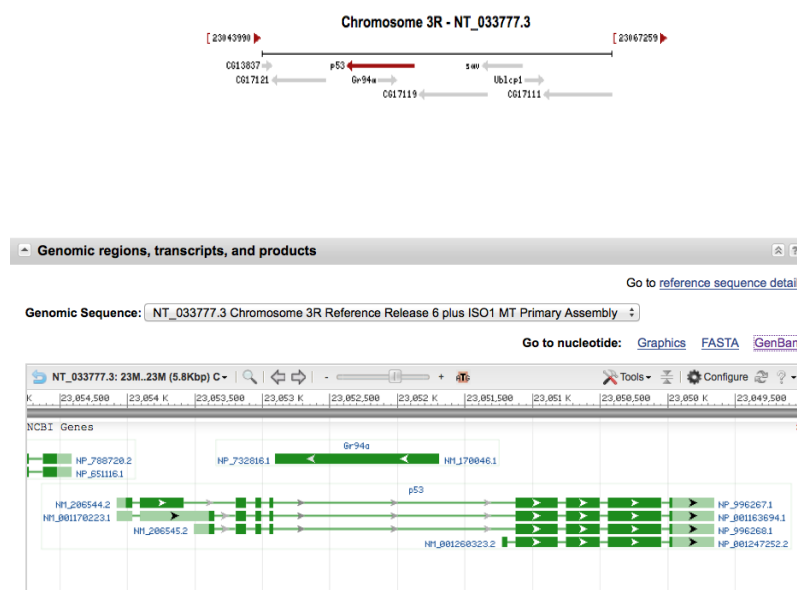 Chromosome 3R - NT_033777.3
[ 23043990 [ 23067259
CG13837 p53 sav
CG17121 Gr94a Ublcp1
CG17119 CG17111
Genomic regions, transcripts, and products
Go to reference sequence detai
Genomic Sequence: NT_033777.3 Chromosome 3R Reference Release 6 plus ISO1 MT Primary Assembly
Go to nucleotide: Graphics FASTA GenBan
NT_033777.3: 23M..23M (5.8Kbp) C - + ATG Tools Configure ?
K 23,054,500 23,054 K 23,053,500 23,053 K 23,052,500 23,052 K 23,051,500 23,051 K 23,050,500 23,050 K 23,049,500
NCBI Genes
Gr94a
NP_788720.2 NP_732816.1 NM_170046.1
NP_651116.1
p53
NM_206544.2 NP_996267.1
NM_001170223.1 NP_001163694.1
NM_206545.2 NP_996268.1
NM_001260323.2 NP_001247252.2